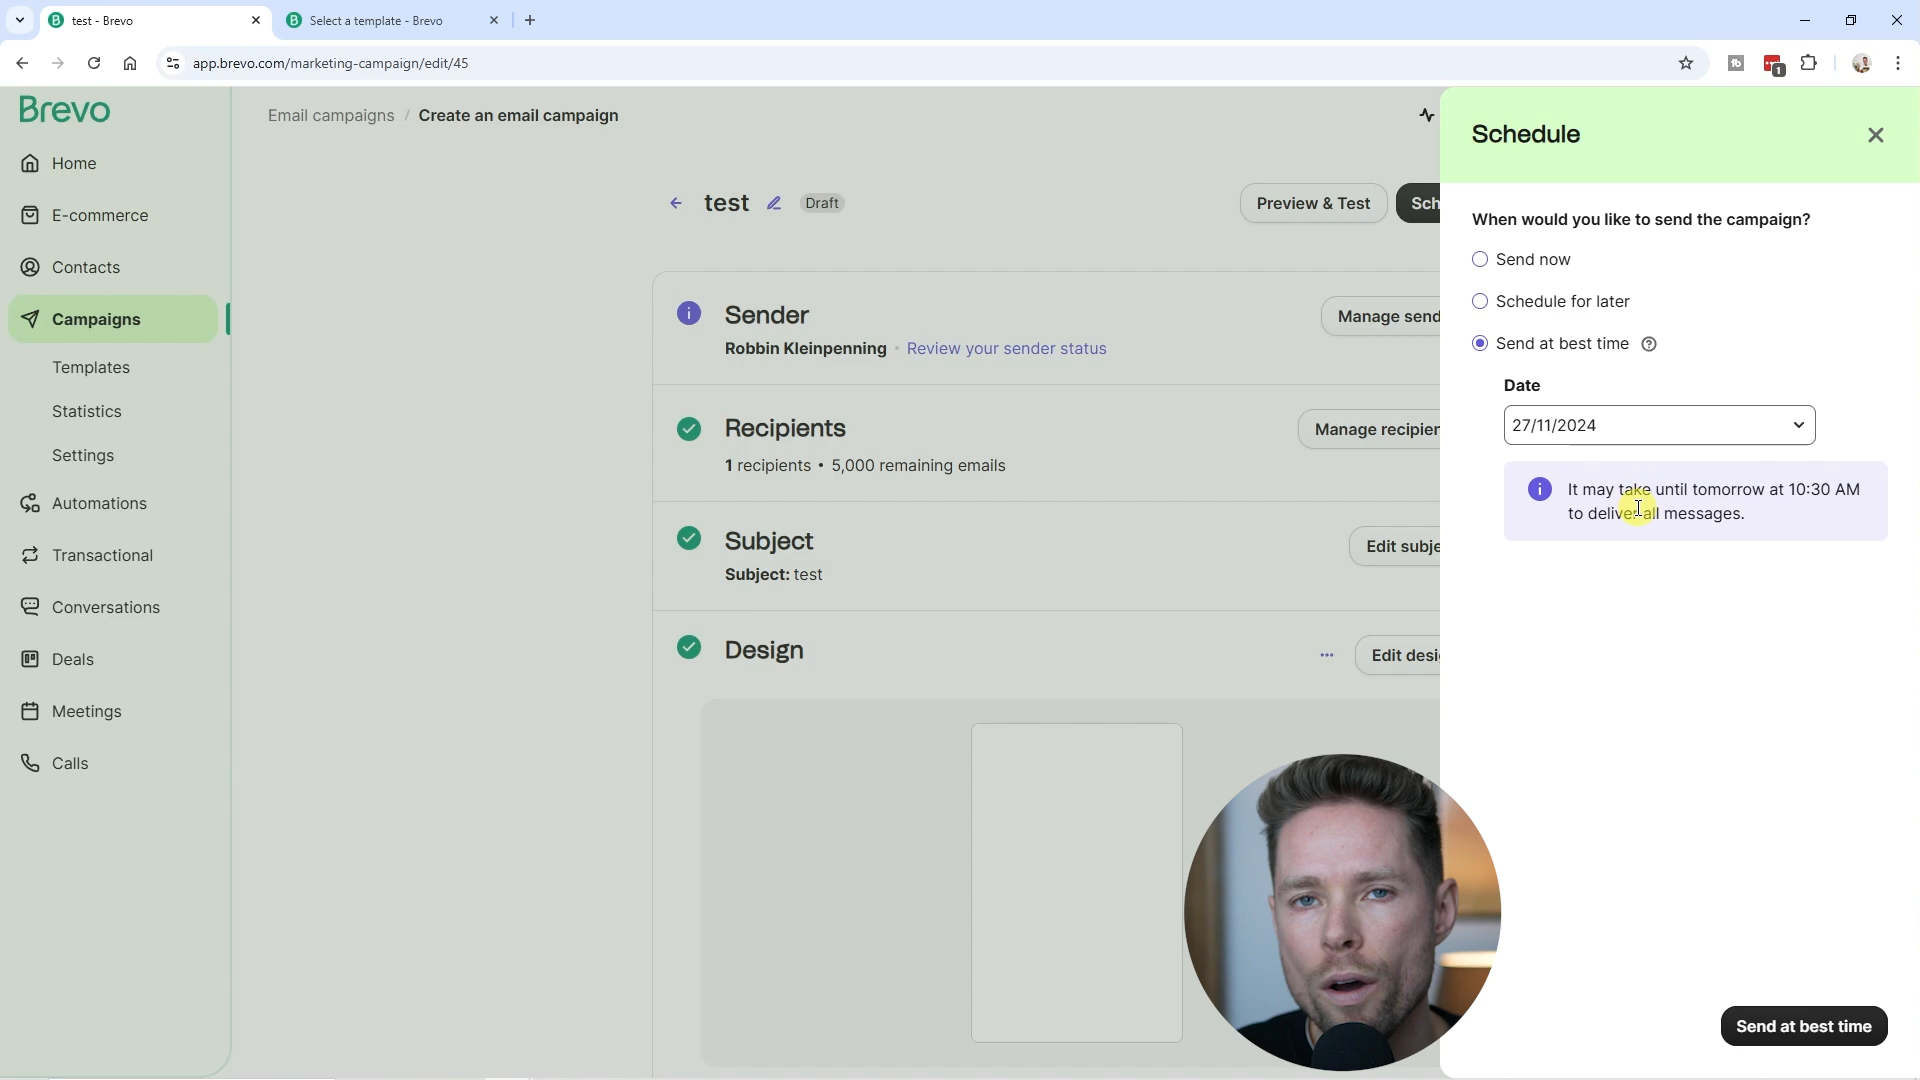 test - Brevo
Select a template - Brevo
app.brevo.com/marketing-campaign/edit/45
1
Brevo
Home
E-commerce
Contacts
Campaigns
Templates
Statistics
Settings
Automations
Transactional
Conversations
Deals
Meetings
Calls
Email campaigns / Create an email campaign
test Draft
Preview & Test
Sch
Sender
Robbin Kleinpenning • Review your sender status
Manage send
Recipients
1 recipients • 5,000 remaining emails
Manage recipien
Subject
Subject: test
Edit subje
Design
Edit desi
Schedule
When would you like to send the campaign?
Send now
Schedule for later
Send at best time
Date
27/11/2024
It may take until tomorrow at 10:30 AM
to deliver all messages.
Send at best time